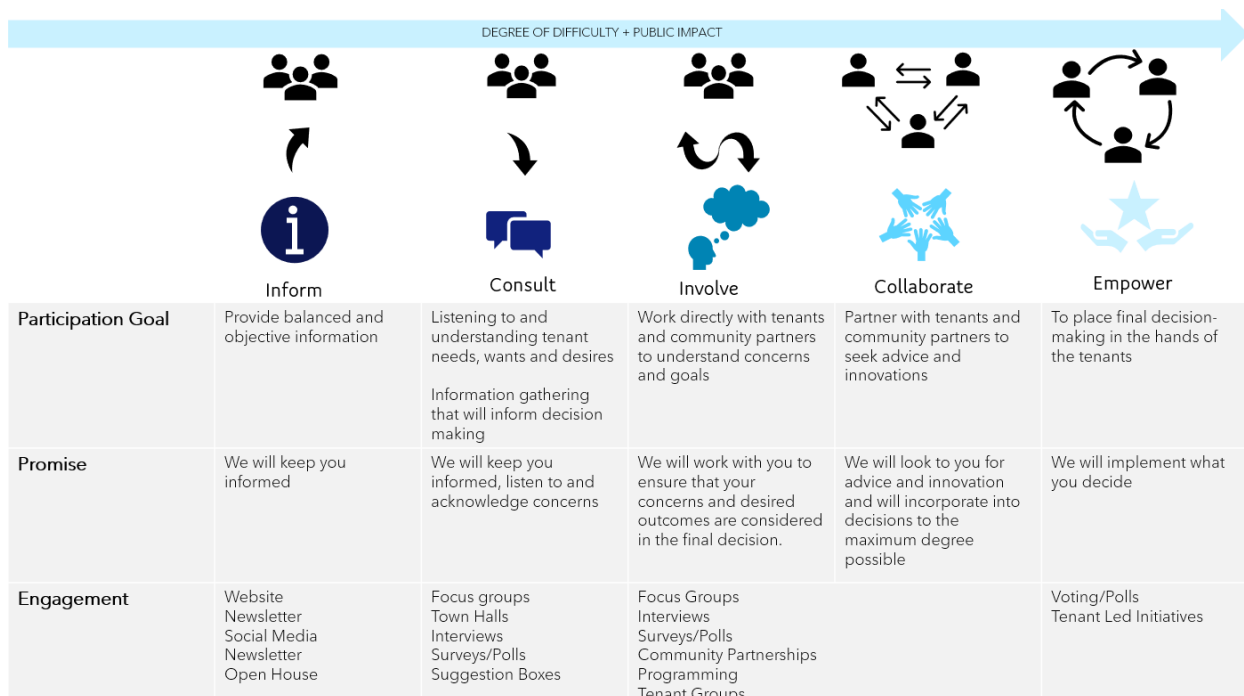 DEGREE OF DIFFICULTY + PUBLIC IMPACT
Inform
Consult
Involve
Collaborate
Empower
Participation Goal
Provide balanced and
objective information
Listening to and
understanding tenant
needs, wants and desires
Information gathering
that will inform decision
making
Work directly with tenants
and community partners
to understand concerns
and goals
Partner with tenants and
community partners to
seek advice and
innovations
To place final decision-
making in the hands of
the tenants
Promise
We will keep you
informed
We will keep you
informed, listen to and
acknowledge concerns
We will work with you to
ensure that your
concerns and desired
outcomes are considered
in the final decision.
We will look to you for
advice and innovation
and will incorporate into
decisions to the
maximum degree
possible
We will implement what
you decide
Engagement
Website
Newsletter
Social Media
Newsletter
Open House
Focus groups
Town Halls
Interviews
Surveys/Polls
Suggestion Boxes
Focus Groups
Interviews
Surveys/Polls
Community Partnerships
Programming
Tenant Groups
Voting/Polls
Tenant Led Initiatives